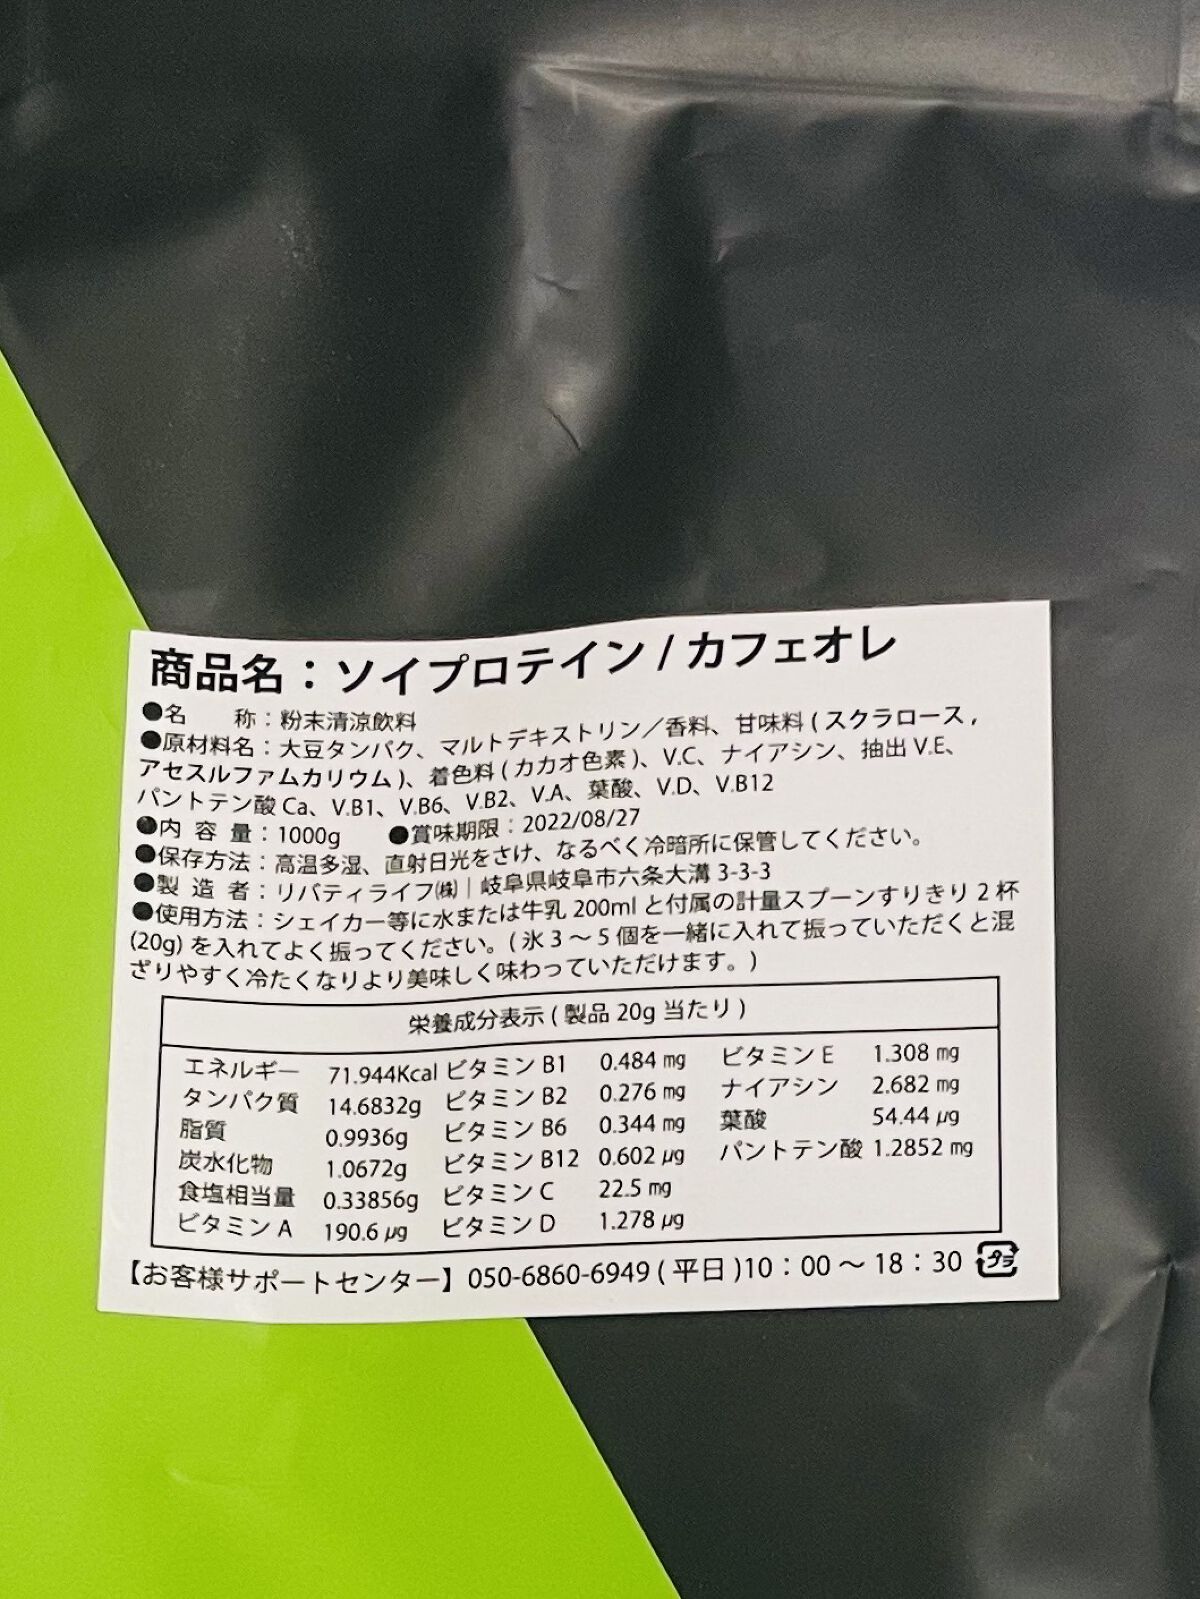 商品名：ソイプロテイン / カフェオレ
●名　　称：粉末清涼飲料
●原材料名：大豆タンパク、マルトデキストリン／香料、甘味料 ( スクラロース ,
アセスルファムカリウム )、着色料 ( カカオ色素 )、V.C、ナイアシン、抽出 V.E、
パントテン酸 Ca、V.B1、V.B6、V.B2、V.A、葉酸、V.D、V.B12
●内 容 量：1000g　●賞味期限：2022/08/27
●保存方法：高温多湿、直射日光をさけ、なるべく冷暗所に保管してください。
●製 造 者：リバティライフ㈱｜岐阜県岐阜市六条大溝 3-3-3
●使用方法：シェイカー等に水または牛乳 200ml と付属の計量スプーンすりきり 2 杯
(20g) を入れてよく振ってください。( 氷 3 ～ 5 個を一緒に入れて振っていただくと混
ざりやすく冷たくなりより美味しく味わっていただけます。)
栄養成分表示 ( 製品 20g 当たり )
エネルギー 71.944Kcal ビタミン B1 0.484 ㎎ ビタミン E 1.308 ㎎
タンパク質 14.6832g ビタミン B2 0.276 ㎎ ナイアシン 2.682 ㎎
脂質 0.9936g ビタミン B6 0.344 ㎎ 葉酸 54.44 ㎍
炭水化物 1.0672g ビタミン B12 0.602 ㎍ パントテン酸 1.2852 ㎎
食塩相当量 0.33856g ビタミン C 22.5 ㎎
ビタミン A 190.6 ㎍ ビタミン D 1.278 ㎍
【お客様サポートセンター】050-6860-6949 ( 平日 )10：00 ～ 18：30 プラ